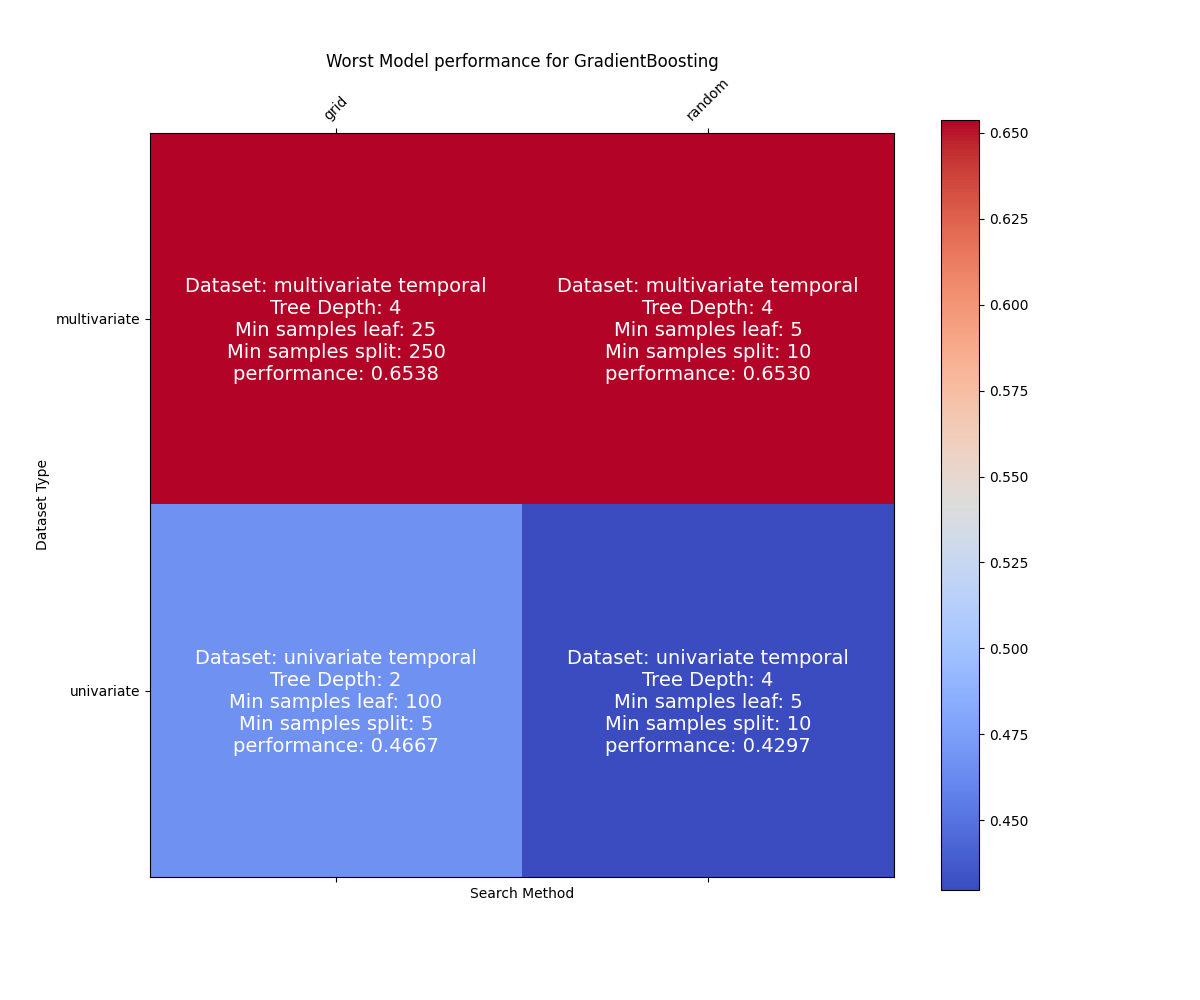 Worst Model performance for GradientBoosting
grid
random
multivariate
univariate
Dataset Type
Dataset: multivariate temporal
Tree Depth: 4
Min samples leaf: 25
Min samples split: 250
performance: 0.6538
Dataset: multivariate temporal
Tree Depth: 4
Min samples leaf: 5
Min samples split: 10
performance: 0.6530
Dataset: univariate temporal
Tree Depth: 2
Min samples leaf: 100
Min samples split: 5
performance: 0.4667
Dataset: univariate temporal
Tree Depth: 4
Min samples leaf: 5
Min samples split: 10
performance: 0.4297
Search Method
0.650
0.625
0.600
0.575
0.550
0.525
0.500
0.475
0.450